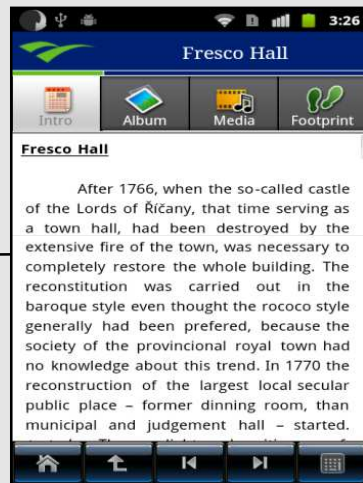 3:26
Fresco Hall
Intro Album Media Footprint
Fresco Hall
After 1766, when the so-called castle
of the Lords of Říčany, that time serving as
a town hall, had been destroyed by the
extensive fire of the town, was necessary to
completely restore the whole building. The
reconstitution was carried out in the
baroque style even thought the rococo style
generally had been prefered, because the
society of the provincional royal town had
no knowledge about this trend. In 1770 the
reconstruction of the largest local secular
public place – former dinning room, than
municipal and judgement hall – started.